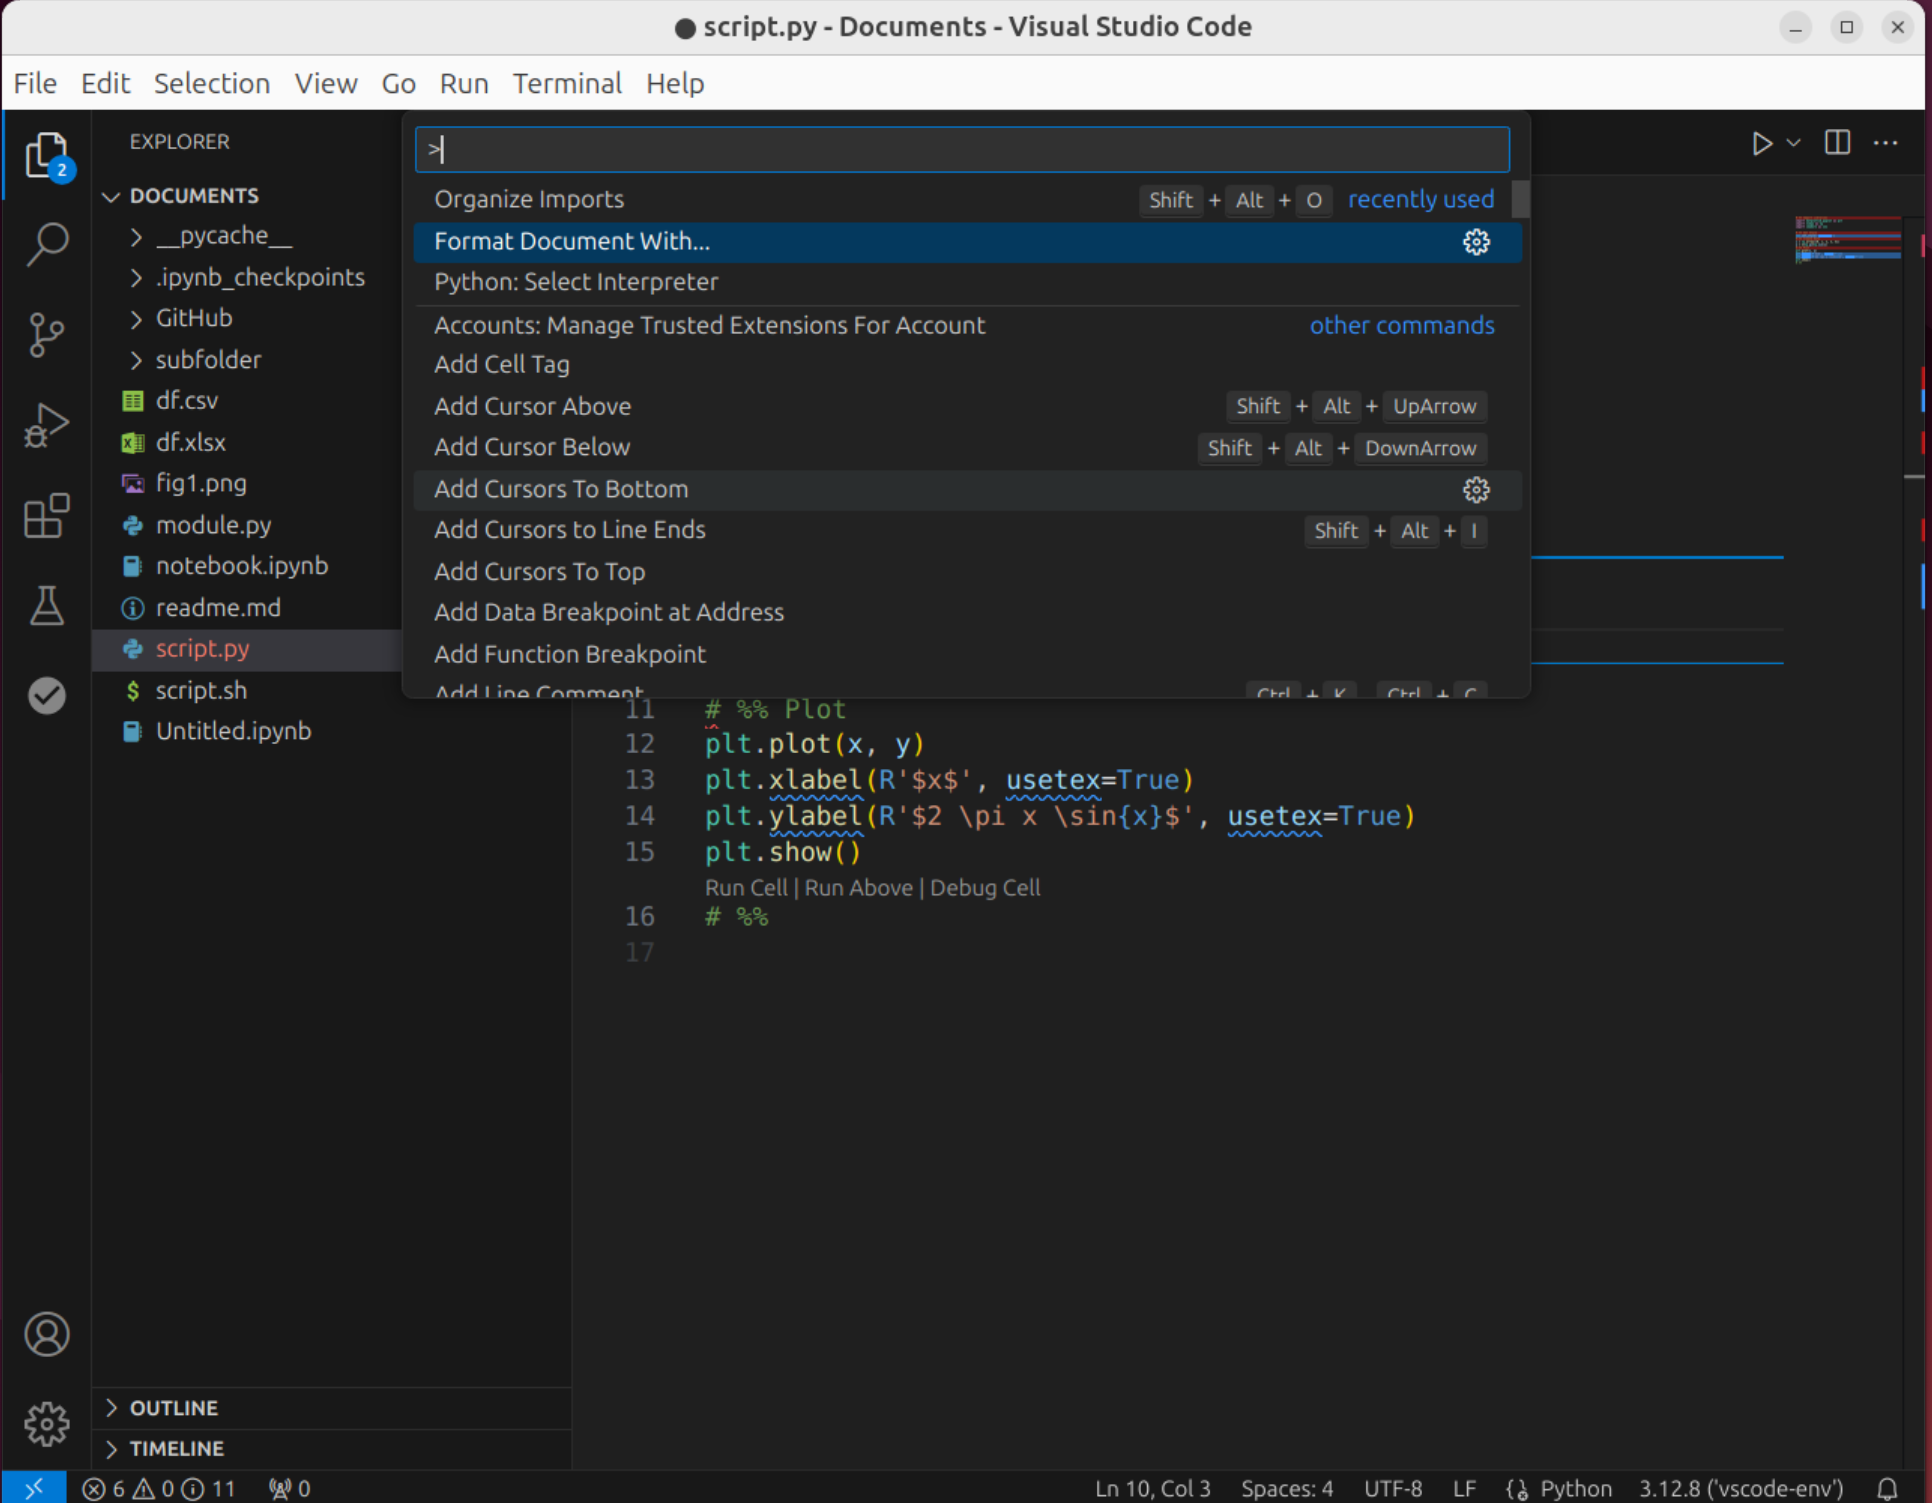 ● script.py - Documents - Visual Studio Code
File Edit Selection View Go Run Terminal Help
EXPLORER
2
DOCUMENTS
__pycache__
.ipynb_checkpoints
GitHub
subfolder
df.csv
df.xlsx
fig1.png
module.py
notebook.ipynb
readme.md
script.py
script.sh
Untitled.ipynb
>
Organize Imports Shift + Alt + O recently used
Format Document With...
Python: Select Interpreter
Accounts: Manage Trusted Extensions For Account other commands
Add Cell Tag
Add Cursor Above Shift + Alt + UpArrow
Add Cursor Below Shift + Alt + DownArrow
Add Cursors To Bottom
Add Cursors to Line Ends Shift + Alt + I
Add Cursors To Top
Add Data Breakpoint at Address
Add Function Breakpoint
Add Line Comment Ctrl + K Ctrl + C
11 # %% Plot
12 plt.plot(x, y)
13 plt.xlabel(R'$x$', usetex=True)
14 plt.ylabel(R'$2 \pi x \sin{x}$', usetex=True)
15 plt.show()
Run Cell | Run Above | Debug Cell
16 # %%
17
OUTLINE
TIMELINE
6 0 11 0 Ln 10, Col 3 Spaces: 4 UTF-8 LF Python 3.12.8 ('vscode-env')